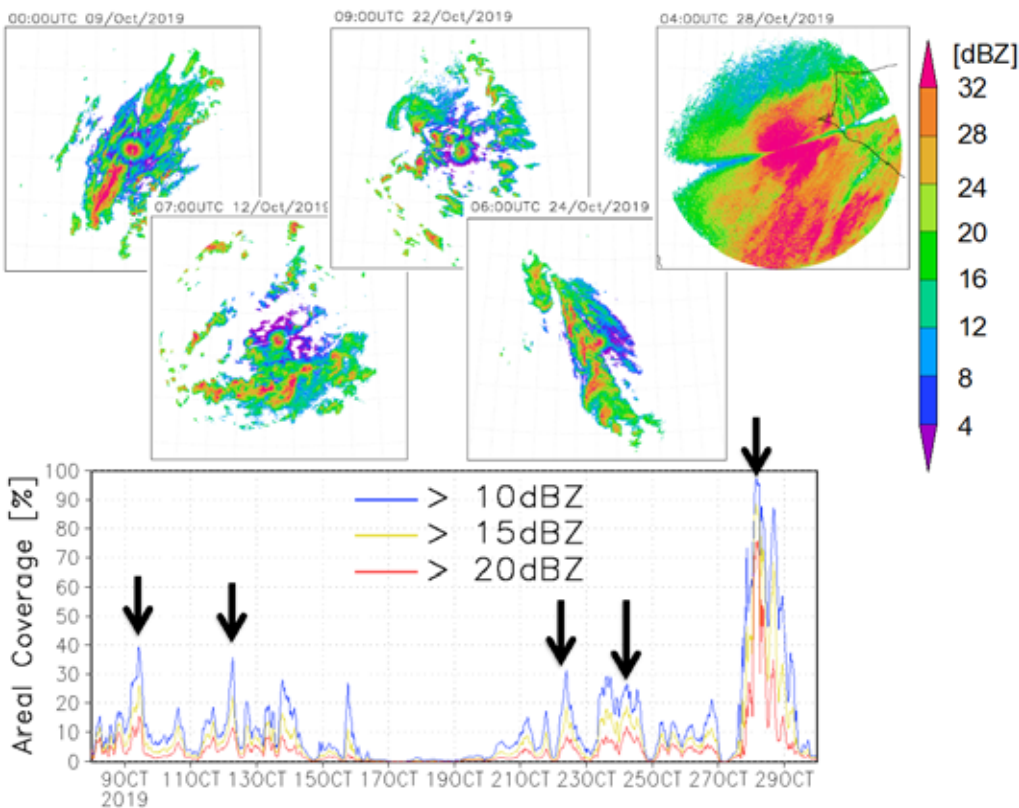 00:00UTC 09/Oct/2019
09:00UTC 22/Oct/2019
04:00UTC 28/Oct/2019
[dBZ]
32
28
24
20
16
12
8
4
07:00UTC 12/Oct/2019
06:00UTC 24/Oct/2019
Areal Coverage [%]
100
90
80
70
60
50
40
30
20
10
0
> 10dBZ
> 15dBZ
> 20dBZ
9OCT 11OCT 13OCT 15OCT 17OCT 19OCT 21OCT 23OCT 25OCT 27OCT 29OCT
2019